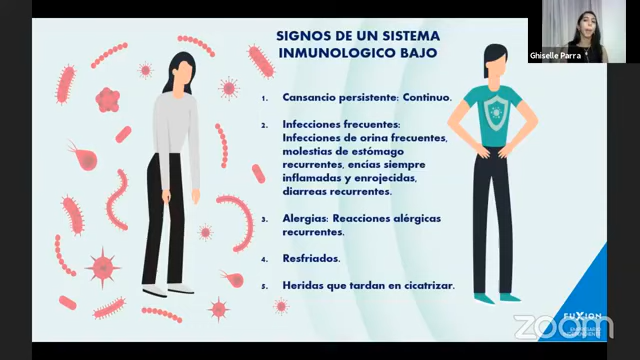 Ghiselle Parra
SIGNOS DE UN SISTEMA
INMUNOLOGICO BAJO
1. Cansancio persistente: Continuo.
2. Infecciones frecuentes:
Infecciones de orina frecuentes,
molestias de estómago
recurrentes, encías siempre
inflamadas y enrojecidas,
diarreas recurrentes.
3. Alergias: Reacciones alérgicas
recurrentes.
4. Resfriados.
5. Heridas que tardan en cicatrizar.
FUXION
zoom